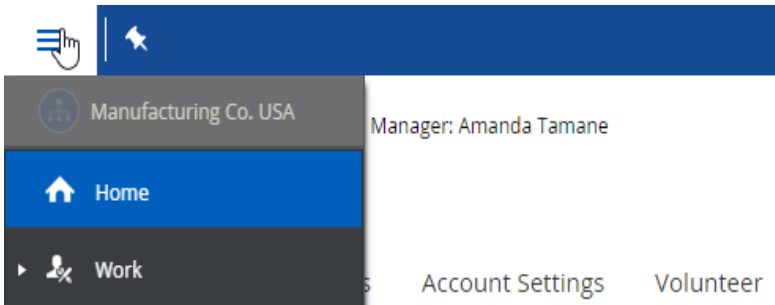 Manufacturing Co. USA
Manager: Amanda Tamane
Home
Work
Account Settings Volunteer